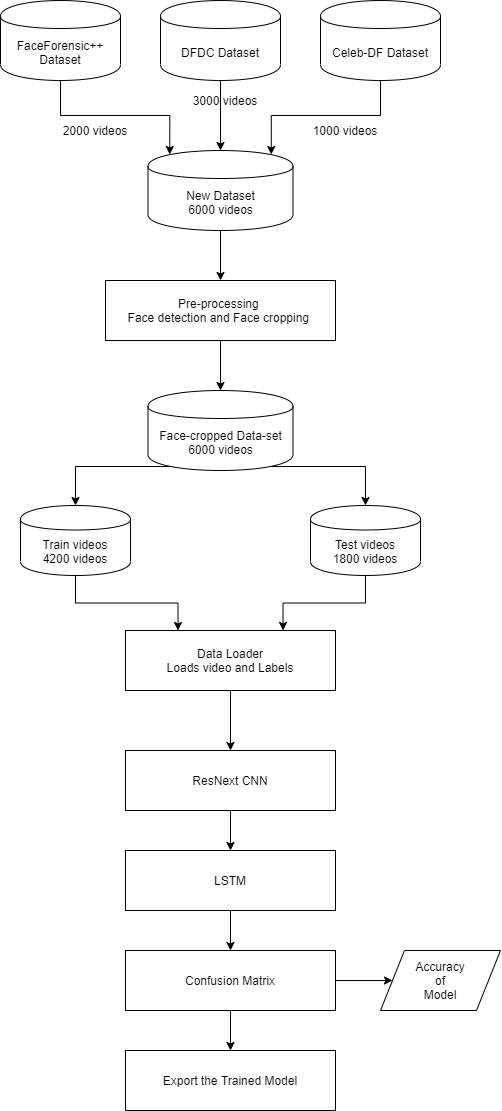 FaceForensic++
Dataset
DFDC Dataset
Celeb-DF Dataset
3000 videos
2000 videos
1000 videos
New Dataset
6000 videos
Pre-processing
Face detection and Face cropping
Face-cropped Data-set
6000 videos
Train videos
4200 videos
Test videos
1800 videos
Data Loader
Loads video and Labels
ResNext CNN
LSTM
Confusion Matrix
Accuracy
of
Model
Export the Trained Model